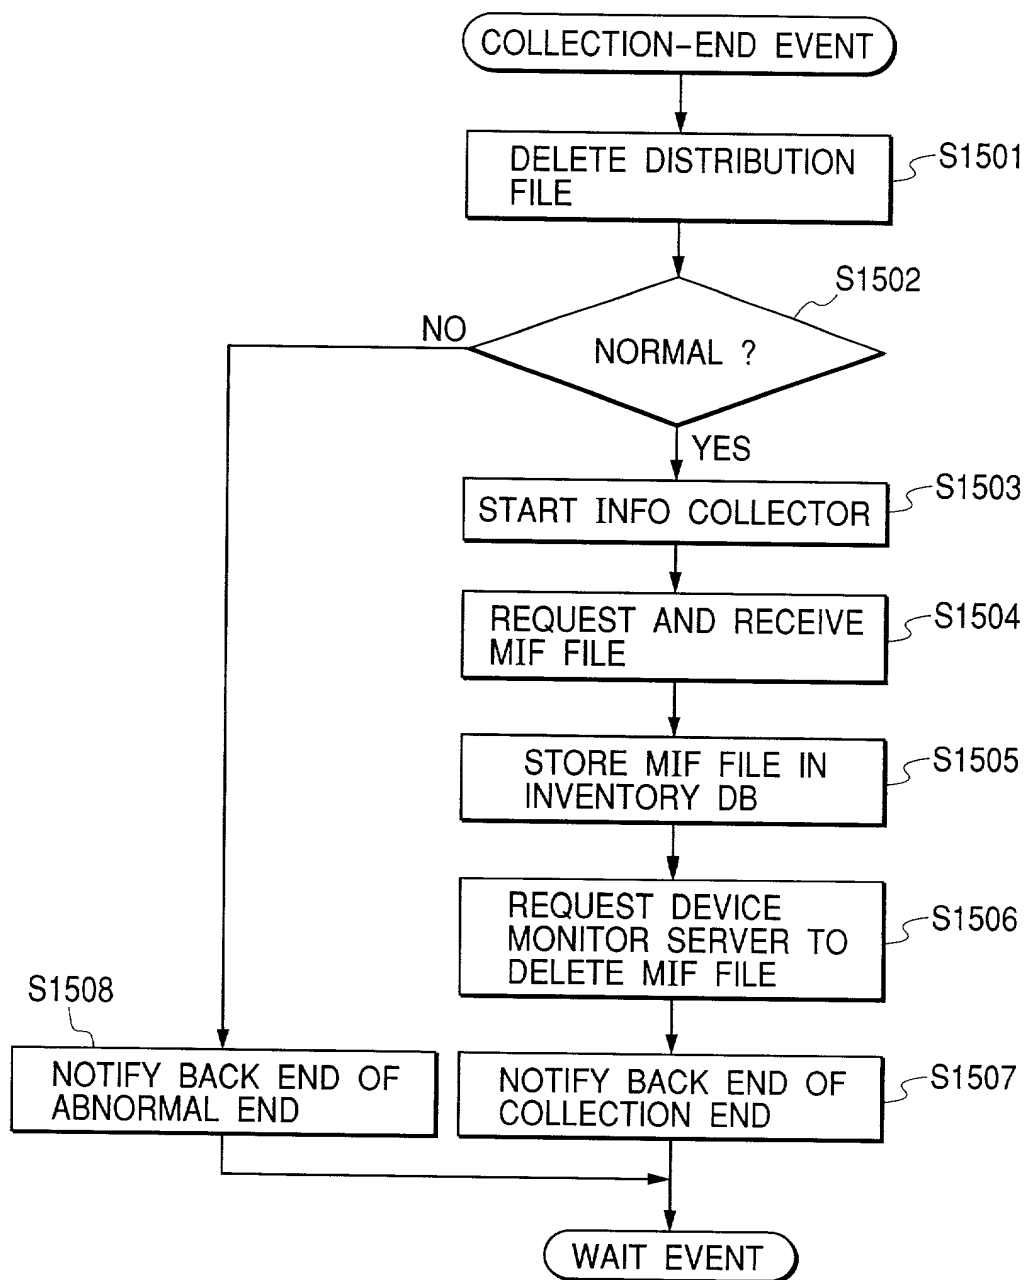 COLLECTION-END EVENT
DELETE DISTRIBUTION
FILE
S1501
S1502
NO
NORMAL ?
YES
START INFO COLLECTOR
S1503
REQUEST AND RECEIVE
MIF FILE
S1504
STORE MIF FILE IN
INVENTORY DB
S1505
REQUEST DEVICE
MONITOR SERVER TO
DELETE MIF FILE
S1506
S1508
NOTIFY BACK END OF
ABNORMAL END
NOTIFY BACK END OF
COLLECTION END
S1507
WAIT EVENT